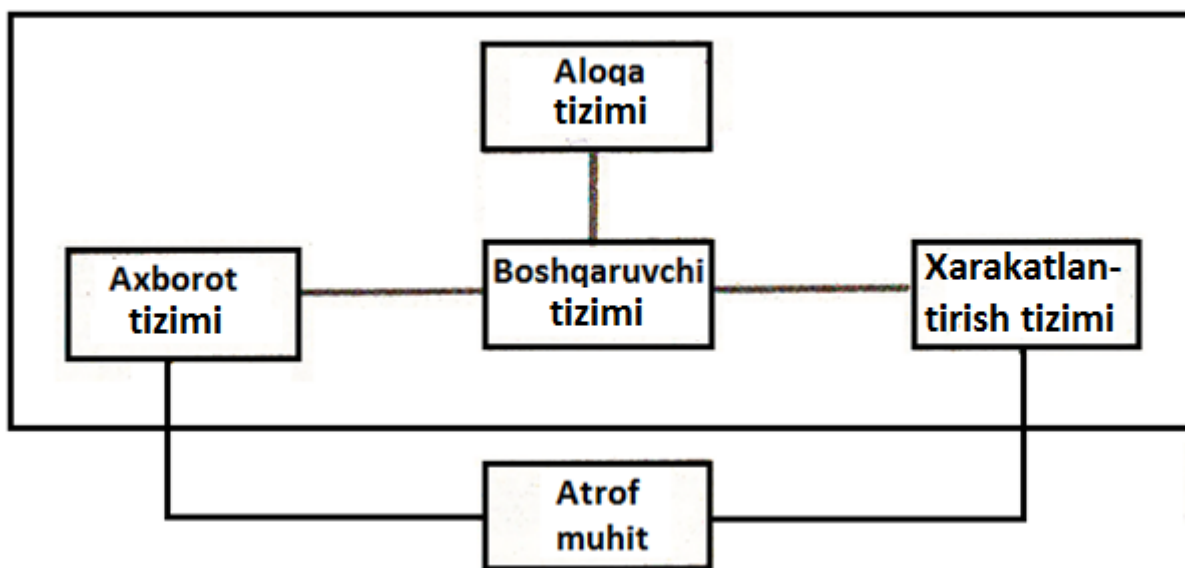 Aloqa
tizimi
Axborot
tizimi
Boshqaruvchi
tizimi
Xarakatlan-
tirish tizimi
Atrof
muhit